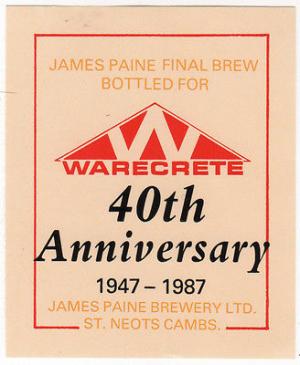 JAMES PAINE FINAL BREW
BOTTLED FOR
WARECRETE
40th
Anniversary
1947 – 1987
JAMES PAINE BREWERY LTD.
ST. NEOTS CAMBS.